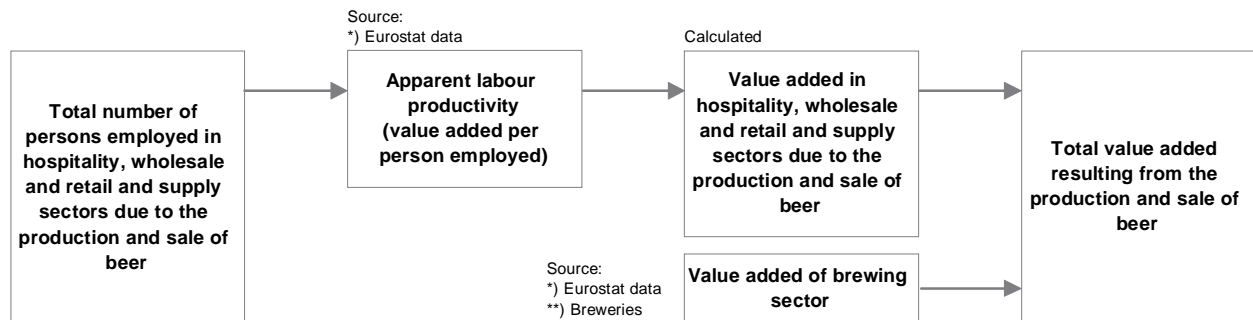 Total number of
persons employed in
hospitality, wholesale
and retail and supply
sectors due to the
production and sale of
beer
Source:
*) Eurostat data
Apparent labour
productivity
(value added per
person employed)
Calculated
Value added in
hospitality, wholesale
and retail and supply
sectors due to the
production and sale of
beer
Source:
*) Eurostat data
**) Breweries
Value added of brewing
sector
Total value added
resulting from the
production and sale of
beer